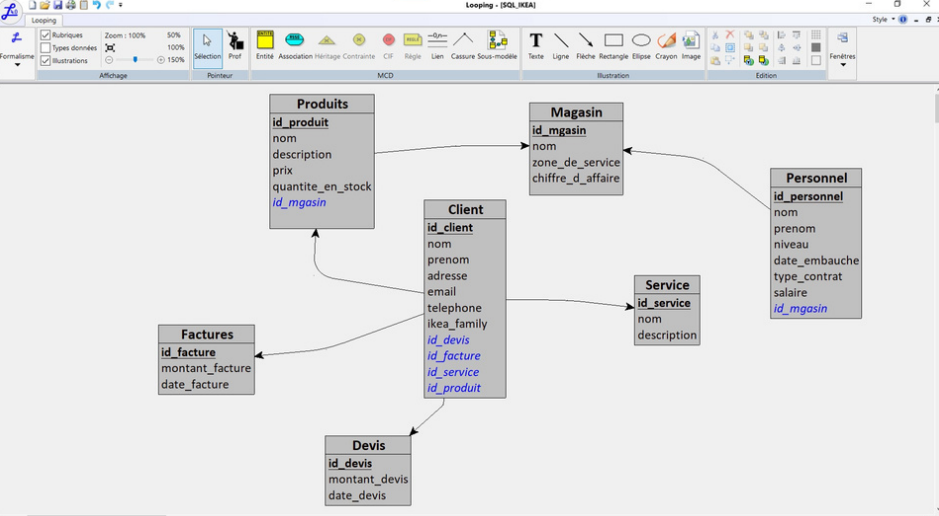 Looping - [SQL_IKEA]
Looping
Style
Formalisme
Rubriques
Types données
Illustrations
Zoom : 100%
50%
100%
150%
Affichage
Sélection
Prof
Pointeur
Entité
Association
Héritage
Contrainte
CIF
Règle
Lien
Cassure
Sous-modèle
MCD
Texte
Ligne
Flèche
Rectangle
Ellipse
Crayon
Image
Illustration
Edition
Fenêtres
Produits
id_produit
nom
description
prix
quantite_en_stock
id_mgasin
Magasin
id_mgasin
nom
zone_de_service
chiffre_d_affaire
Personnel
id_personnel
nom
prenom
niveau
date_embauche
type_contrat
salaire
id_mgasin
Client
id_client
nom
prenom
adresse
email
telephone
ikea_family
id_devis
id_facture
id_service
id_produit
Service
id_service
nom
description
Factures
id_facture
montant_facture
date_facture
Devis
id_devis
montant_devis
date_devis